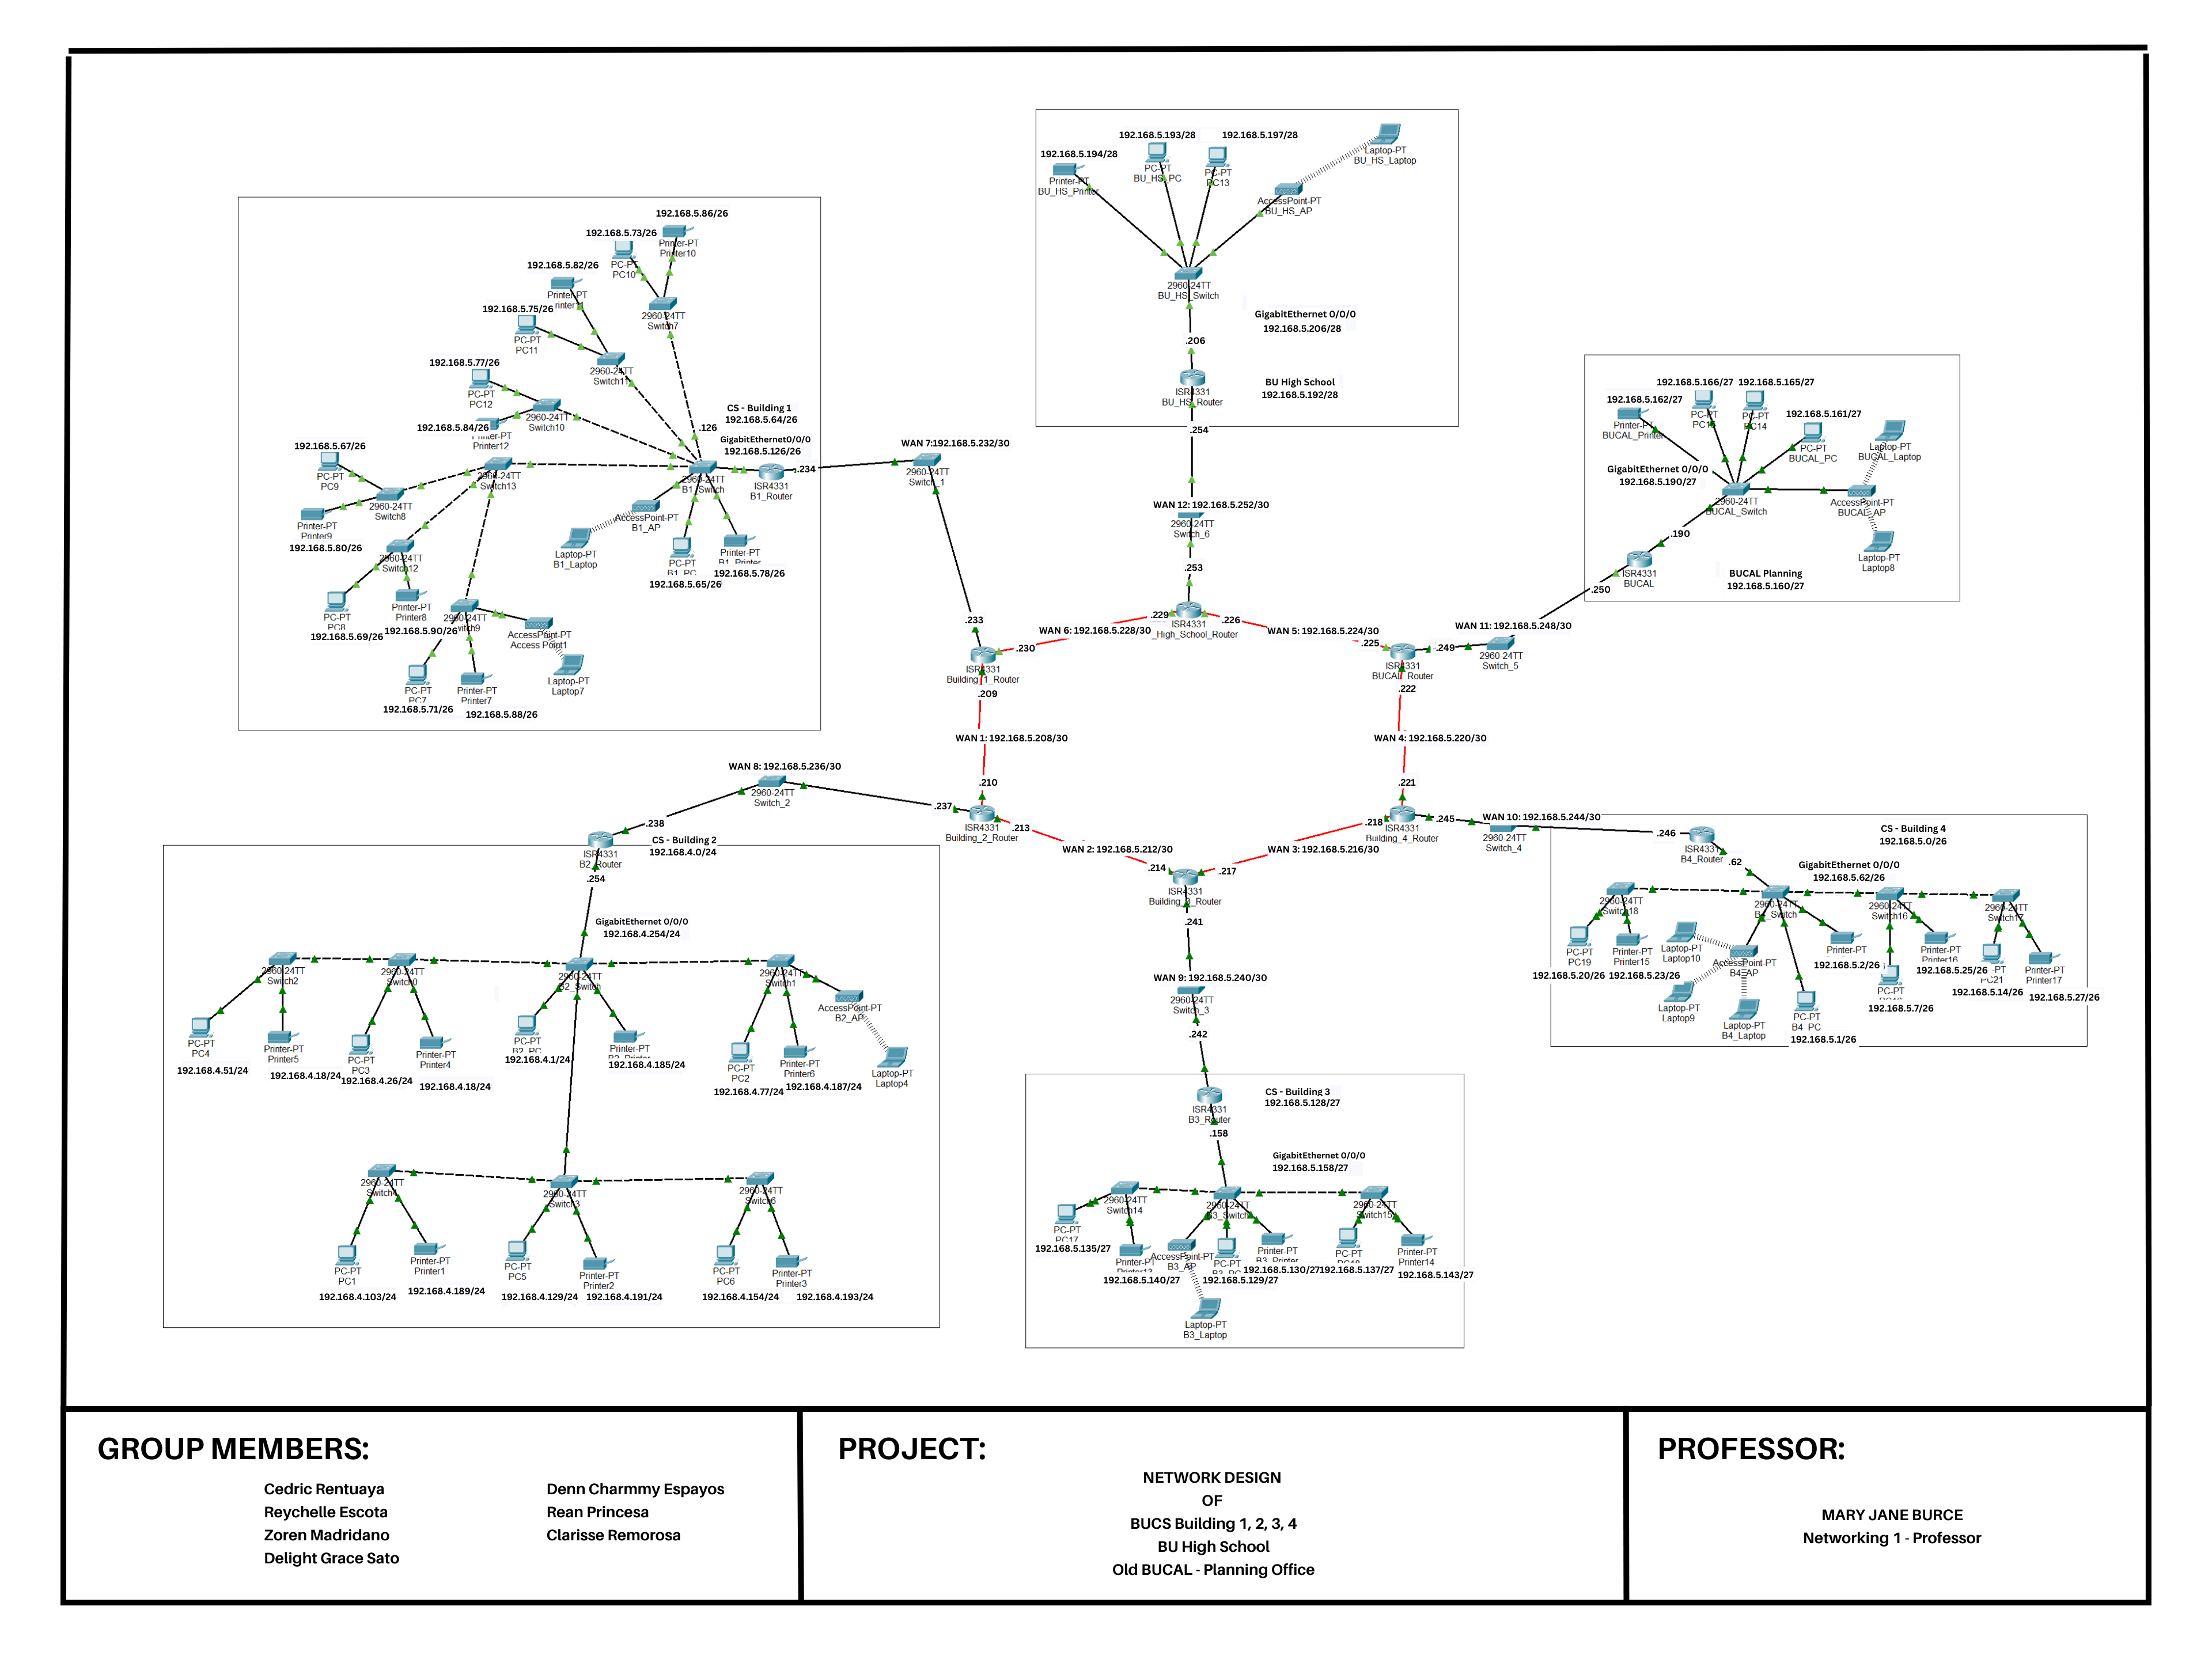 192.168.5.86/26
192.168.5.73/26
Printer-PT
Printer10
PC-PT
PC10
192.168.5.82/26
Printer-PT
192.168.5.75/26
2960-24TT
Switch7
PC-PT
PC11
2960-24TT
Switch11
192.168.5.77/26
PC-PT
PC12
2960-24TT
Switch10
192.168.5.84/26
Printer12
CS - Building 1
192.168.5.64/26
.126
GigabitEthernet0/0/0
192.168.5.126/26
192.168.5.67/26
PC-PT
PC9
2960-24TT
Switch13
2960-24TT
B1_Switch
ISR4331
B1_Router
.234
2960-24TT
Switch8
Printer-PT
Printer9
192.168.5.80/26
AccessPoint-PT
B1_AP
2960-24TT
Switch12
Laptop-PT
B1_Laptop
PC-PT
B1_PC
192.168.5.65/26
Printer-PT
B1_Printer
192.168.5.78/26
PC-PT
PC8
192.168.5.69/26
Printer-PT
Printer8
192.168.5.90/26
2960-24TT
AccessPoint-PT
Access Point1
Laptop-PT
Laptop7
PC-PT
PC7
192.168.5.71/26
Printer-PT
Printer7
192.168.5.88/26
WAN 7:192.168.5.232/30
2960-24TT
Switch_1
.233
192.168.5.193/28
192.168.5.197/28
192.168.5.194/28
Printer-PT
BU_HS_Printer
PC-PT
BU_HS_PC
PC-PT
PC13
Laptop-PT
BU_HS_Laptop
AccessPoint-PT
BU_HS_AP
2960-24TT
BU_HS_Switch
GigabitEthernet 0/0/0
192.168.5.206/28
.206
ISR4331
BU_HS_Router
BU High School
192.168.5.192/28
.254
WAN 12: 192.168.5.252/30
2960-24TT
Switch_6
.253
.229
.226
ISR4331
_High_School_Router
WAN 6: 192.168.5.228/30
WAN 5: 192.168.5.224/30
.230
.225
ISR4331
Building_1_Router
.209
WAN 1: 192.168.5.208/30
.210
192.168.5.166/27
192.168.5.165/27
192.168.5.162/27
192.168.5.161/27
Printer-PT
BUCAL_Printer
PC-PT
PC-PT
PC14
PC-PT
BUCAL_PC
Laptop-PT
BUCAL_Laptop
GigabitEthernet 0/0/0
192.168.5.190/27
2960-24TT
BUCAL_Switch
AccessPoint-PT
BUCAL_AP
.190
Laptop-PT
Laptop8
ISR4331
BUCAL
BUCAL Planning
192.168.5.160/27
.250
WAN 11: 192.168.5.248/30
.249
2960-24TT
Switch_5
ISR4331
BUCAL_Router
.222
WAN 4: 192.168.5.220/30
.221
WAN 8: 192.168.5.236/30
2960-24TT
Switch_2
.237
ISR4331
Building_2_Router
.213
.238
ISR4331
B2_Router
CS - Building 2
192.168.4.0/24
.254
GigabitEthernet 0/0/0
192.168.4.254/24
2960-24TT
Switch2
2960-24TT
Switch0
2960-24TT
B2_Switch
2960-24TT
Switch1
PC-PT
PC4
192.168.4.51/24
Printer-PT
Printer5
192.168.4.18/24
PC-PT
PC3
192.168.4.26/24
Printer-PT
Printer4
192.168.4.18/24
PC-PT
B2_PC
192.168.4.1/24
Printer-PT
B2_Printer
192.168.4.185/24
PC-PT
PC2
192.168.4.77/24
Printer-PT
Printer6
192.168.4.187/24
AccessPoint-PT
B2_AP
Laptop-PT
Laptop4
2960-24TT
Switch4
2960-24TT
Switch3
2960-24TT
Switch6
PC-PT
PC1
192.168.4.103/24
Printer-PT
Printer1
192.168.4.189/24
PC-PT
PC5
192.168.4.129/24
Printer-PT
Printer2
192.168.4.191/24
PC-PT
PC6
192.168.4.154/24
Printer-PT
Printer3
192.168.4.193/24
WAN 2: 192.168.5.212/30
.214
WAN 3: 192.168.5.216/30
.217
.218
ISR4331
Building_3_Router
.241
WAN 9: 192.168.5.240/30
2960-24TT
Switch_3
.242
ISR4331
B3_Router
CS - Building 3
192.168.5.128/27
.158
GigabitEthernet 0/0/0
192.168.5.158/27
2960-24TT
Switch14
2960-24TT
B3_Switch
2960-24TT
Switch15
PC-PT
PC17
192.168.5.135/27
Printer-PT
192.168.5.140/27
AccessPoint-PT
B3_AP
PC-PT
192.168.5.129/27
Printer-PT
B3_Printer
192.168.5.130/27
PC-PT
192.168.5.137/27
Printer-PT
Printer14
192.168.5.143/27
Laptop-PT
B3_Laptop
ISR4331
Building_4_Router
.245
WAN 10: 192.168.5.244/30
2960-24TT
Switch_4
.246
ISR4331
B4_Router
.62
CS - Building 4
192.168.5.0/26
GigabitEthernet 0/0/0
192.168.5.62/26
2960-24TT
Switch18
2960-24TT
B4_Switch
2960-24TT
Switch16
2960-24TT
Switch17
PC-PT
PC19
192.168.5.20/26
Printer-PT
Printer15
192.168.5.23/26
Laptop-PT
Laptop10
AccessPoint-PT
B4_AP
Printer-PT
192.168.5.2/26
Printer-PT
Printer16
192.168.5.25/26
PC21
192.168.5.14/26
Printer-PT
Printer17
192.168.5.27/26
Laptop-PT
Laptop9
Laptop-PT
B4_Laptop
PC-PT
B4_PC
192.168.5.1/26
PC-PT
192.168.5.7/26
GROUP MEMBERS:
Cedric Rentuaya
Reychelle Escota
Zoren Madridano
Delight Grace Sato
Denn Charmmy Espayos
Rean Princesa
Clarisse Remorosa
PROJECT:
NETWORK DESIGN
OF
BUCS Building 1, 2, 3, 4
BU High School
Old BUCAL - Planning Office
PROFESSOR:
MARY JANE BURCE
Networking 1 - Professor